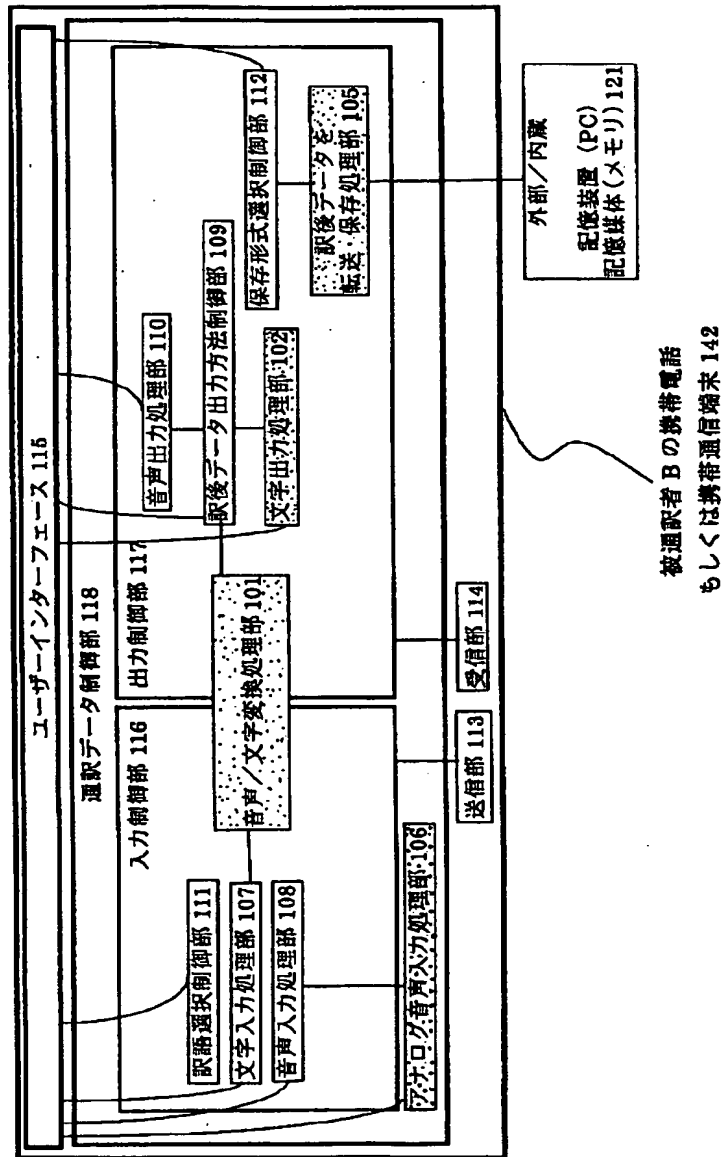 ユーザーインターフェース 115
通訳データ制御部 118
入力制御部 116
出力制御部 117
訳語選択制御部 111
文字入力処理部 107
音声入力処理部 108
アナログ音声入力処理部 106
音声/文字変換処理部 101
音声出力処理部 110
訳後データ出力方法制御部 109
文字出力処理部 102
保存形式選択制御部 112
訳後データを
転送・保存処理部 105
送信部 113
受信部 114
外部/内蔵
記憶装置 (PC)
記憶媒体(メモリ) 121
被通訳者 B の携帯電話
もしくは携帯通信端末 142